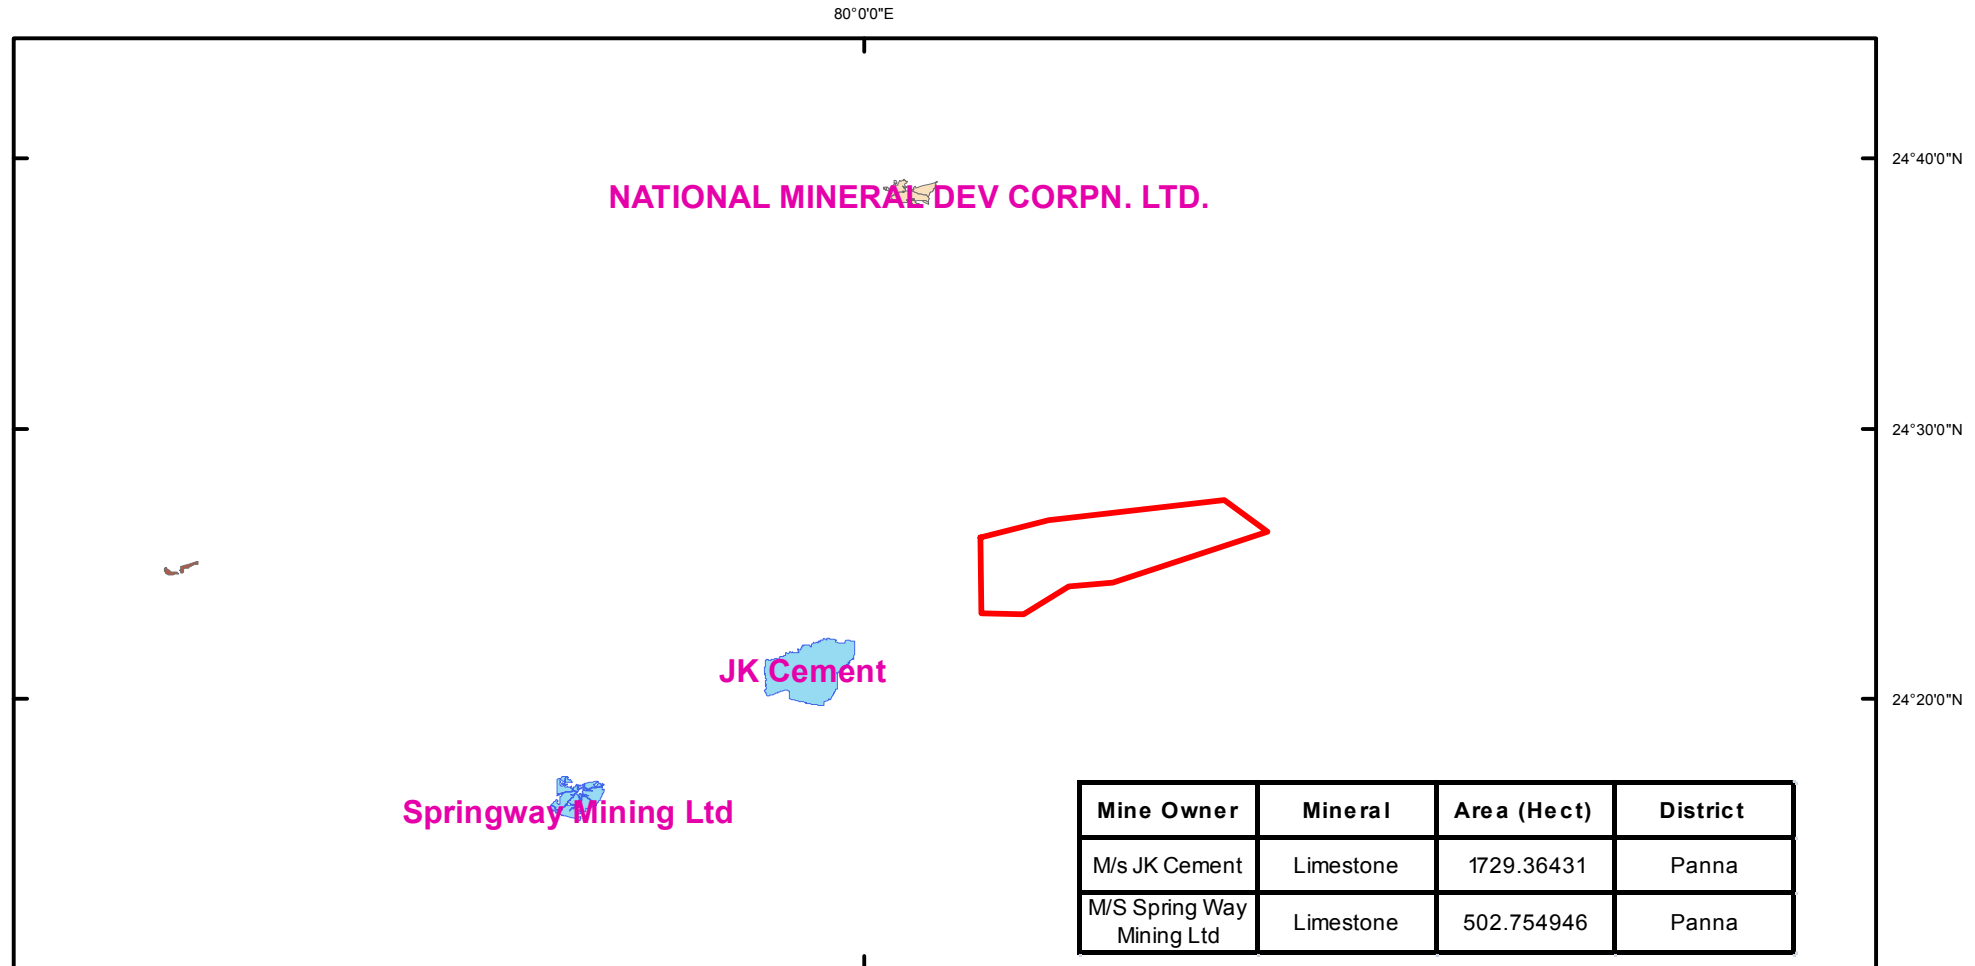 80°0'0"E
24°40'0"N
NATIONAL MINERAL DEV CORPN. LTD.
24°30'0"N
JK Cement
24°20'0"N
Springway Mining Ltd
Mine Owner Mineral Area (Hect) District
M/s JK Cement Limestone 1729.36431 Panna
M/S Spring Way
Mining Ltd Limestone 502.754946 Panna